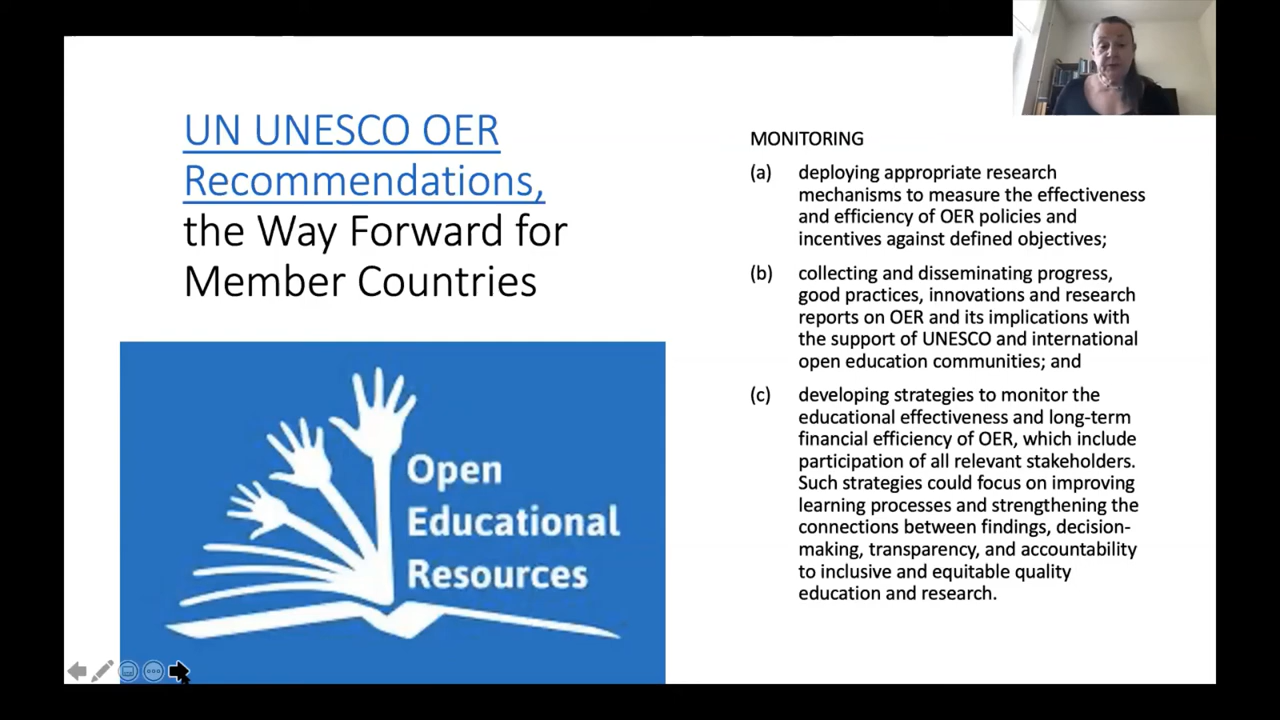 UN UNESCO OER
Recommendations,
the Way Forward for
Member Countries
Open
Educational
Resources
MONITORING
(a) deploying appropriate research
mechanisms to measure the effectiveness
and efficiency of OER policies and
incentives against defined objectives;
(b) collecting and disseminating progress,
good practices, innovations and research
reports on OER and its implications with
the support of UNESCO and international
open education communities; and
(c) developing strategies to monitor the
educational effectiveness and long-term
financial efficiency of OER, which include
participation of all relevant stakeholders.
Such strategies could focus on improving
learning processes and strengthening the
connections between findings, decision-
making, transparency, and accountability
to inclusive and equitable quality
education and research.